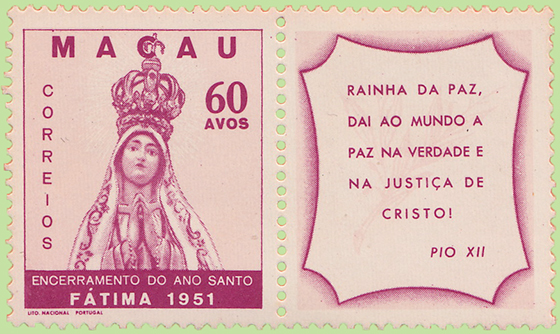 MACAU
CORREIOS
60
AVOS
ENCERRAMENTO DO ANO SANTO
FÁTIMA 1951
LITO. NACIONAL PORTUGAL
RAINHA DA PAZ,
DAI AO MUNDO A
PAZ NA VERDADE E
NA JUSTIÇA DE
CRISTO!
PIO XII